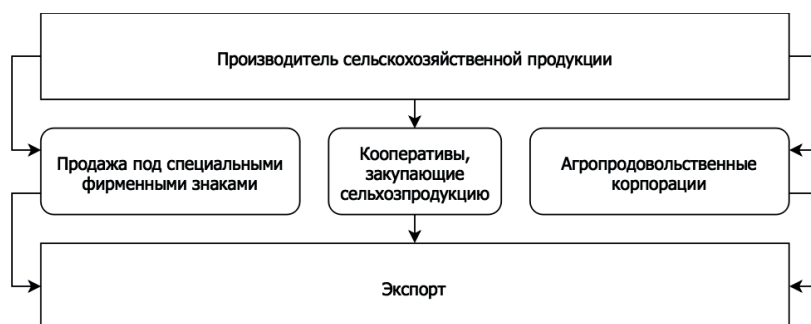 Производитель сельскохозяйственной продукции
Продажа под специальными
фирменными знаками
Кооперативы,
закупающие
сельхозпродукцию
Агропродовольственные
корпорации
Экспорт